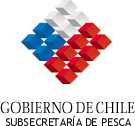 GOBIERNO DE CHILE
SUBSECRETARÍA DE PESCA